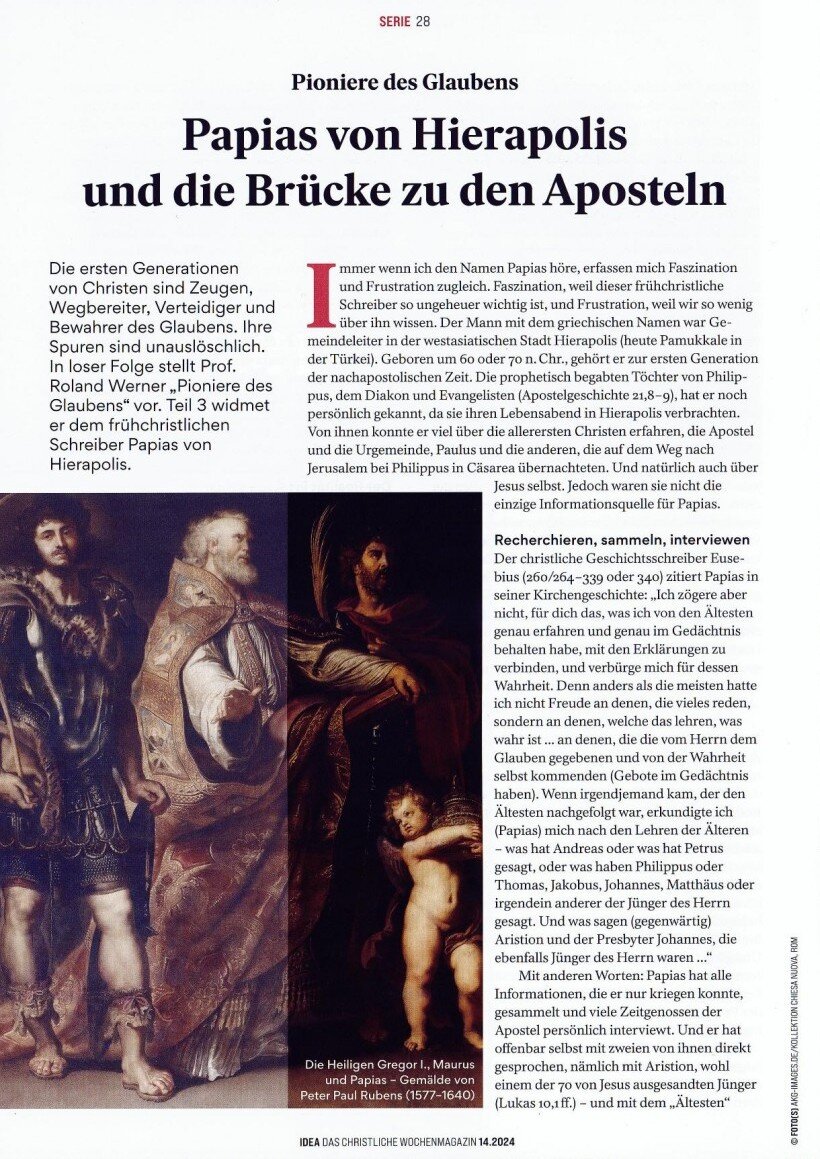 SERIE 28
Pioniere des Glaubens
Papias von Hierapolis
und die Brücke zu den Aposteln
Die ersten Generationen
von Christen sind Zeugen,
Wegbereiter, Verteidiger und
Bewahrer des Glaubens. Ihre
Spuren sind unauslöschlich.
In loser Folge stellt Prof.
Roland Werner „Pioniere des
Glaubens“ vor. Teil 3 widmet
er dem frühchristlichen
Schreiber Papias von
Hierapolis.
Immer wenn ich den Namen Papias höre, erfassen mich Faszination
und Frustration zugleich. Faszination, weil dieser frühchristliche
Schreiber so ungeheuer wichtig ist, und Frustration, weil wir so wenig
über ihn wissen. Der Mann mit dem griechischen Namen war Ge-
meindeleiter in der westasiatischen Stadt Hierapolis (heute Pamukkale in
der Türkei). Geboren um 60 oder 70 n. Chr., gehört er zur ersten Generation
der nachapostolischen Zeit. Die prophetisch begabten Töchter von Philip-
pus, dem Diakon und Evangelisten (Apostelgeschichte 21,8–9), hat er noch
persönlich gekannt, da sie ihren Lebensabend in Hierapolis verbrachten.
Von ihnen konnte er viel über die allerersten Christen erfahren, die Apostel
und die Urgemeinde, Paulus und die anderen, die auf dem Weg nach
Jerusalem bei Philippus in Cäsarea übernachteten. Und natürlich auch über
Jesus selbst. Jedoch waren sie nicht die
einzige Informationsquelle für Papias.
Recherchieren, sammeln, interviewen
Der christliche Geschichtsschreiber Euse-
bius (260/264–339 oder 340) zitiert Papias in
seiner Kirchengeschichte: „Ich zögere aber
nicht, für dich das, was ich von den Ältesten
genau erfahren und genau im Gedächtnis
behalten habe, mit den Erklärungen zu
verbinden, und verbürge mich für dessen
Wahrheit. Denn anders als die meisten hatte
ich nicht Freude an denen, die vieles reden,
sondern an denen, welche das lehren, was
wahr ist ... an denen, die die vom Herrn dem
Glauben gegebenen und von der Wahrheit
selbst kommenden (Gebote im Gedächtnis
haben). Wenn irgendjemand kam, der den
Ältesten nachgefolgt war, erkundigte ich
(Papias) mich nach den Lehren der Älteren
– was hat Andreas oder was hat Petrus
gesagt, oder was haben Philippus oder
Thomas, Jakobus, Johannes, Matthäus oder
irgendein anderer der Jünger des Herrn
gesagt. Und was sagen (gegenwärtig)
Aristion und der Presbyter Johannes, die
ebenfalls Jünger des Herrn waren ...“
Mit anderen Worten: Papias hat alle
Informationen, die er nur kriegen konnte,
gesammelt und viele Zeitgenossen der
Apostel persönlich interviewt. Und er hat
offenbar selbst mit zweien von ihnen direkt
gesprochen, nämlich mit Aristion, wohl
einem der 70 von Jesus ausgesandten Jünger
(Lukas 10,1 ff.) – und mit dem „Ältesten“
Die Heiligen Gregor I., Maurus
und Papias – Gemälde von
Peter Paul Rubens (1577–1640)
© FOTO(S) AKG-IMAGES.DE/KOLLEKTION CHIESA NUOVA, ROM
IDEA DAS CHRISTLICHE WOCHENMAGAZIN 14.2024